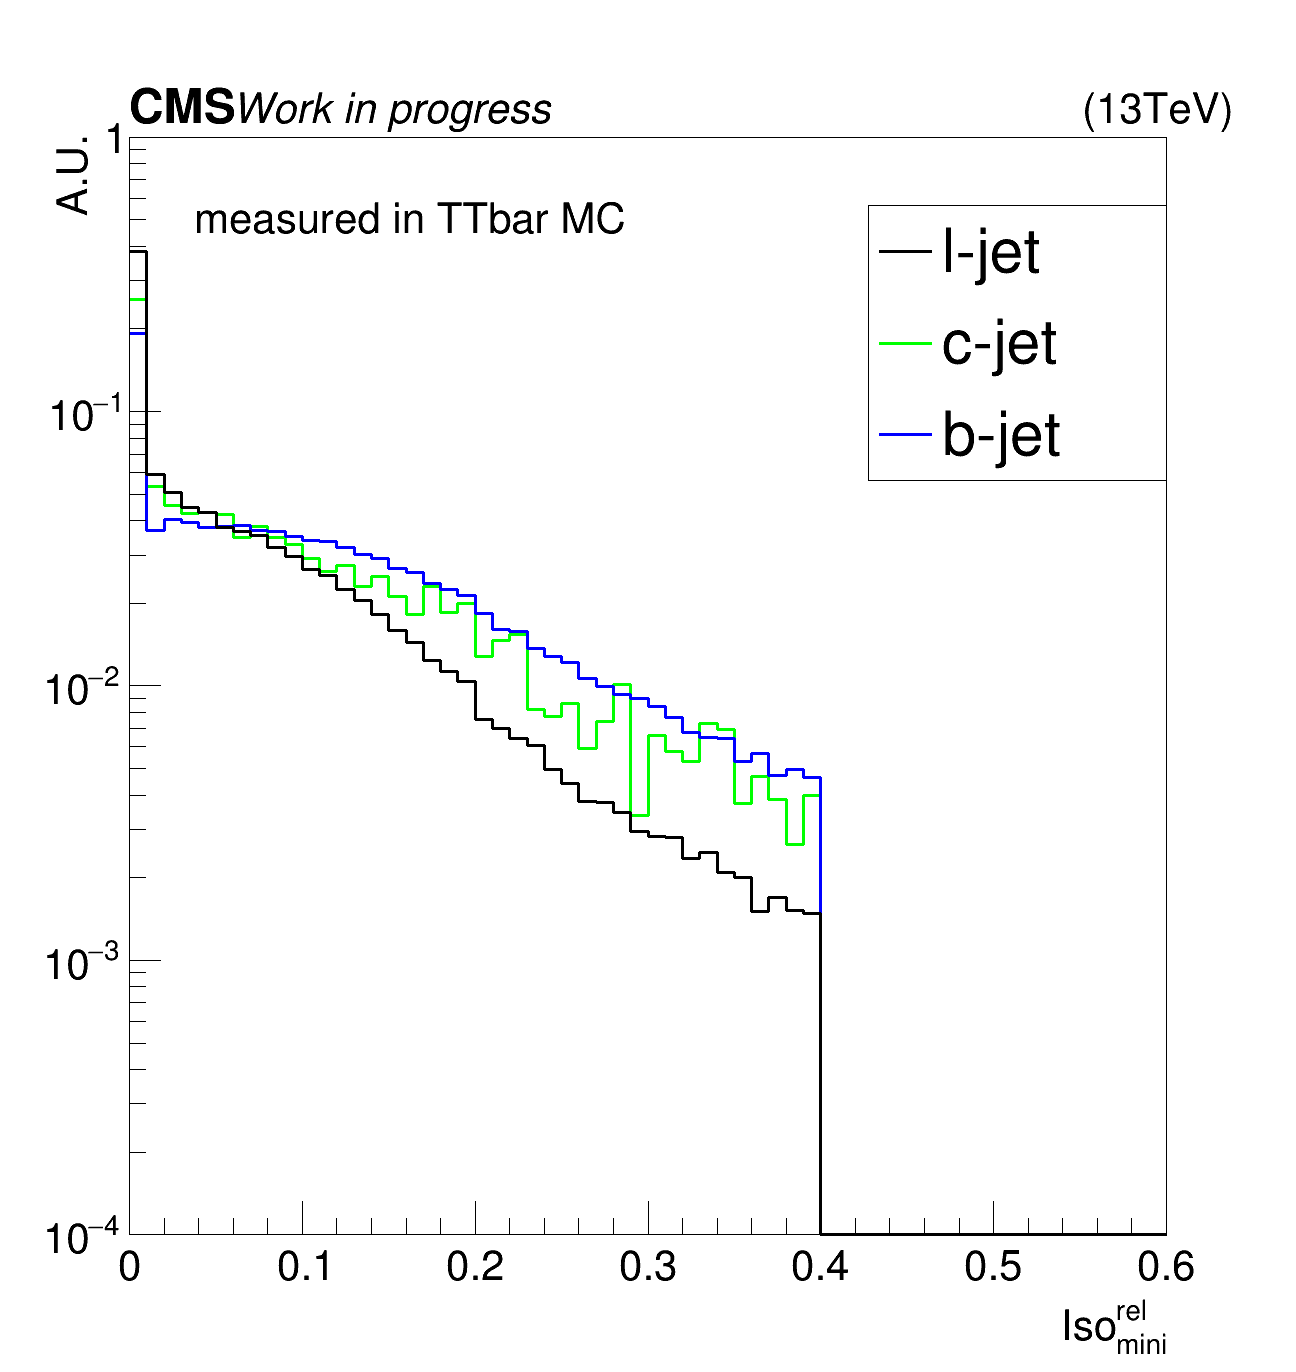 CMS Work in progress (13TeV)
A.U.
measured in TTbar MC
l-jet
c-jet
b-jet
1
10⁻¹
10⁻²
10⁻³
10⁻⁴
0 0.1 0.2 0.3 0.4 0.5 0.6
Iso^rel_mini